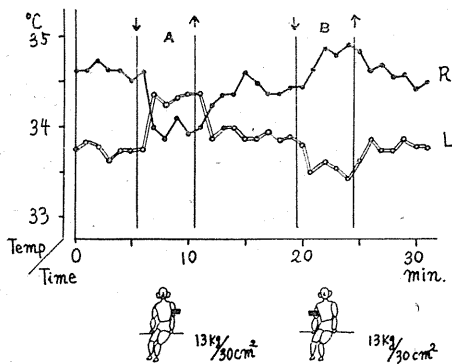 °C
35
34
33
↓ A ↑
↓ B ↑
R
L
Temp
Time
0 10 20 30 min.
13Kg/30cm²
13Kg/30cm²